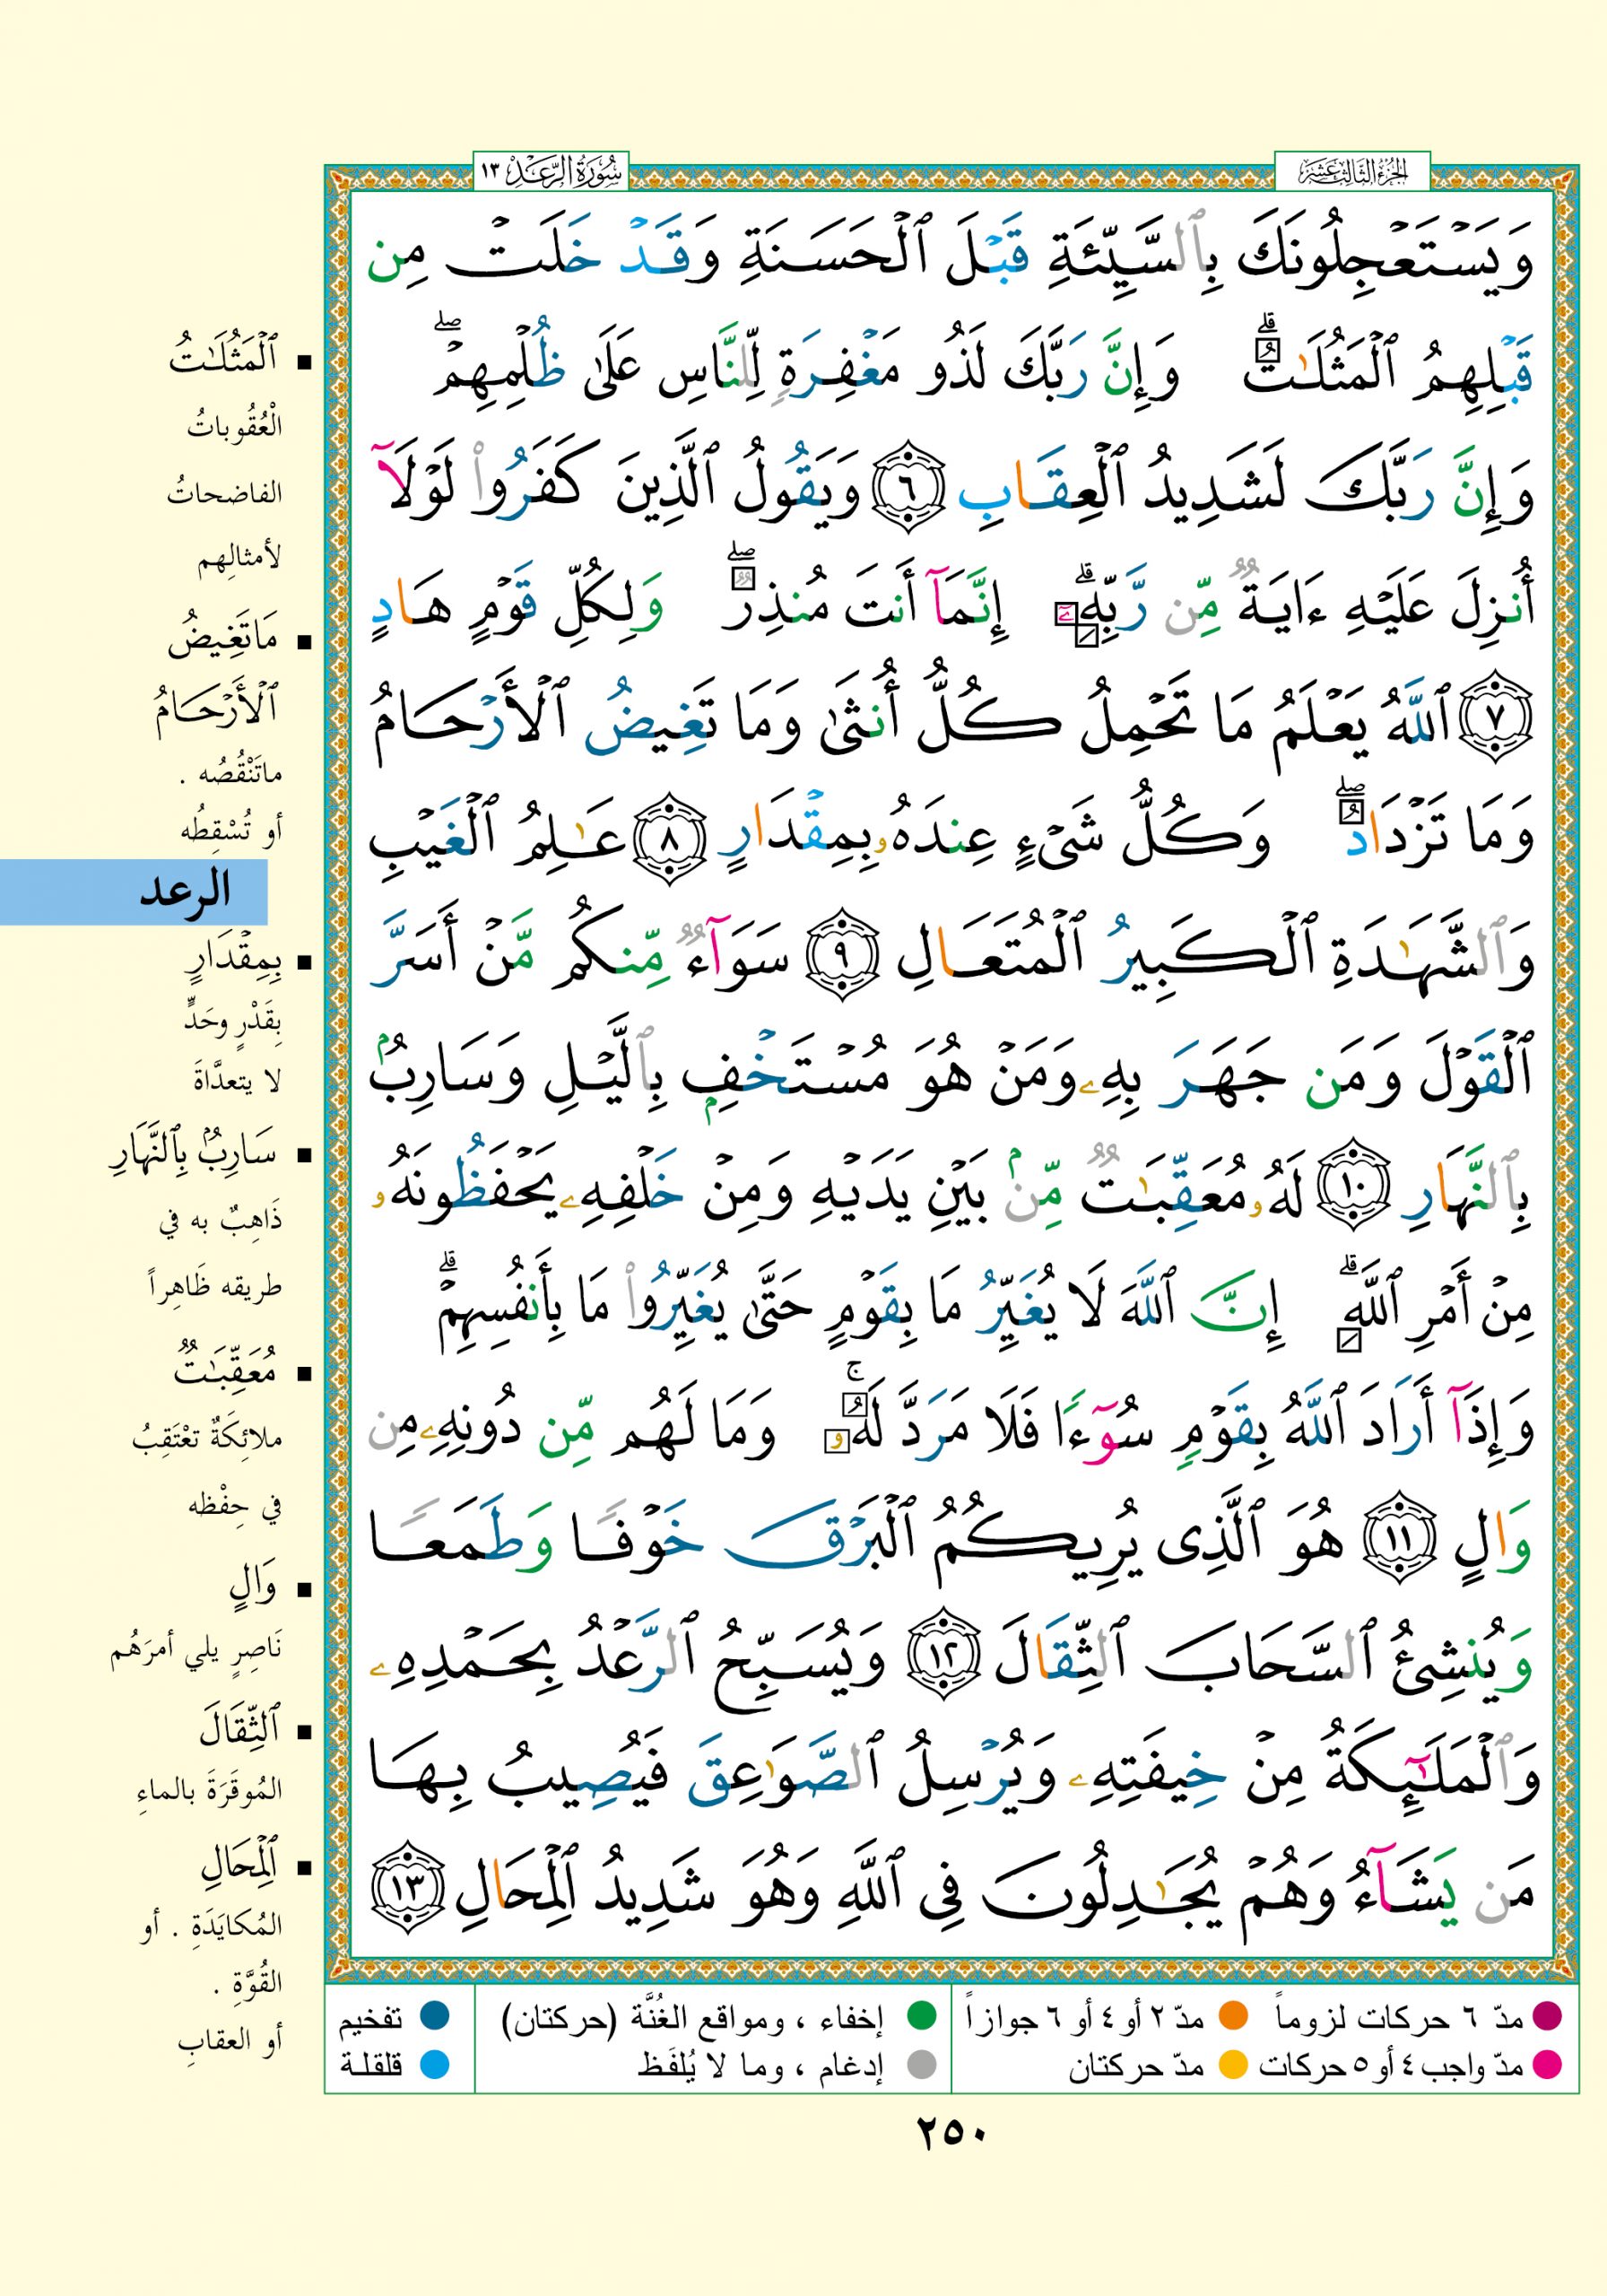 الجزء الثالث عشر
سورة الرعد ١٣
وَيَسۡتَعۡجِلُونَكَ بِٱلسَّيِّئَةِ قَبۡلَ ٱلۡحَسَنَةِ وَقَدۡ خَلَتۡ مِن
قَبۡلِهِمُ ٱلۡمَثُلَٰتُۗ وَإِنَّ رَبَّكَ لَذُو مَغۡفِرَةٖ لِّلنَّاسِ عَلَىٰ ظُلۡمِهِمۡۖ
وَإِنَّ رَبَّكَ لَشَدِيدُ ٱلۡعِقَابِ ٦ وَيَقُولُ ٱلَّذِينَ كَفَرُواْ لَوۡلَآ
أُنزِلَ عَلَيۡهِ ءَايَةٞ مِّن رَّبِّهِۦٓۗ إِنَّمَآ أَنتَ مُنذِرٞۖ وَلِكُلِّ قَوۡمٍ هَادٍ
٧ ٱللَّهُ يَعۡلَمُ مَا تَحۡمِلُ كُلُّ أُنثَىٰ وَمَا تَغِيضُ ٱلۡأَرۡحَامُ
وَمَا تَزۡدَادُۖ وَكُلُّ شَيۡءٍ عِندَهُۥ بِمِقۡدَارٍ ٨ عَٰلِمُ ٱلۡغَيۡبِ
وَٱلشَّهَٰدَةِ ٱلۡكَبِيرُ ٱلۡمُتَعَالِ ٩ سَوَآءٞ مِّنكُم مَّنۡ أَسَرَّ
ٱلۡقَوۡلَ وَمَن جَهَرَ بِهِۦ وَمَنۡ هُوَ مُسۡتَخۡفِۭ بِٱلَّيۡلِ وَسَارِبُۢ
بِٱلنَّهَارِ ١٠ لَهُۥ مُعَقِّبَٰتٞ مِّنۢ بَيۡنِ يَدَيۡهِ وَمِنۡ خَلۡفِهِۦ يَحۡفَظُونَهُۥ
مِنۡ أَمۡرِ ٱللَّهِۗ إِنَّ ٱللَّهَ لَا يُغَيِّرُ مَا بِقَوۡمٍ حَتَّىٰ يُغَيِّرُواْ مَا بِأَنفُسِهِمۡۗ
وَإِذَآ أَرَادَ ٱللَّهُ بِقَوۡمٖ سُوٓءٗا فَلَا مَرَدَّ لَهُۥۚ وَمَا لَهُم مِّن دُونِهِۦ مِن
وَالٍ ١١ هُوَ ٱلَّذِي يُرِيكُمُ ٱلۡبَرۡقَ خَوۡفٗا وَطَمَعٗا
وَيُنشِئُ ٱلسَّحَابَ ٱلثِّقَالَ ١٢ وَيُسَبِّحُ ٱلرَّعۡدُ بِحَمۡدِهِۦ
وَٱلۡمَلَٰٓئِكَةُ مِنۡ خِيفَتِهِۦ وَيُرۡسِلُ ٱلصَّوَٰعِقَ فَيُصِيبُ بِهَا
مَن يَشَآءُ وَهُمۡ يُجَٰدِلُونَ فِي ٱللَّهِ وَهُوَ شَدِيدُ ٱلۡمِحَالِ ١٣
ٱلۡمَثُلَٰتُ
الْعُقُوباتُ
الفاضحاتُ
لأمثالِهم
مَاتَغِيضُ
ٱلۡأَرۡحَامُ
ماتَنْقُصُه .
أو تُسْقِطُه
الرعد
بِمِقۡدَارٍ
بِقَدْرٍ وحَدٍّ
لا يتعدَّاهَ
سَارِبُۢ بِٱلنَّهَارِ
ذَاهِبٌ به في
طريقه ظَاهِراً
مُعَقِّبَٰتٞ
ملائِكَةٌ تعْتَقِبُ
في حِفْظه
وَالٍ
نَاصِرٍ يلي أمرَهُم
ٱلثِّقَالَ
المُوقَرَةَ بالماءِ
ٱلۡمِحَالِ
المُكايَدَةِ . أو
القُوَّةِ .
أو العقابِ
مدّ ٦ حركات لزوماً مدّ ٢ أو ٤ أو ٦ جوازاً إخفاء ، ومواقع الغُنَّة (حركتان) تفخيم
مدّ واجب ٤ أو ٥ حركات مدّ حركتان إدغام ، وما لا يُلفَظ قلقلة
٢٥٠